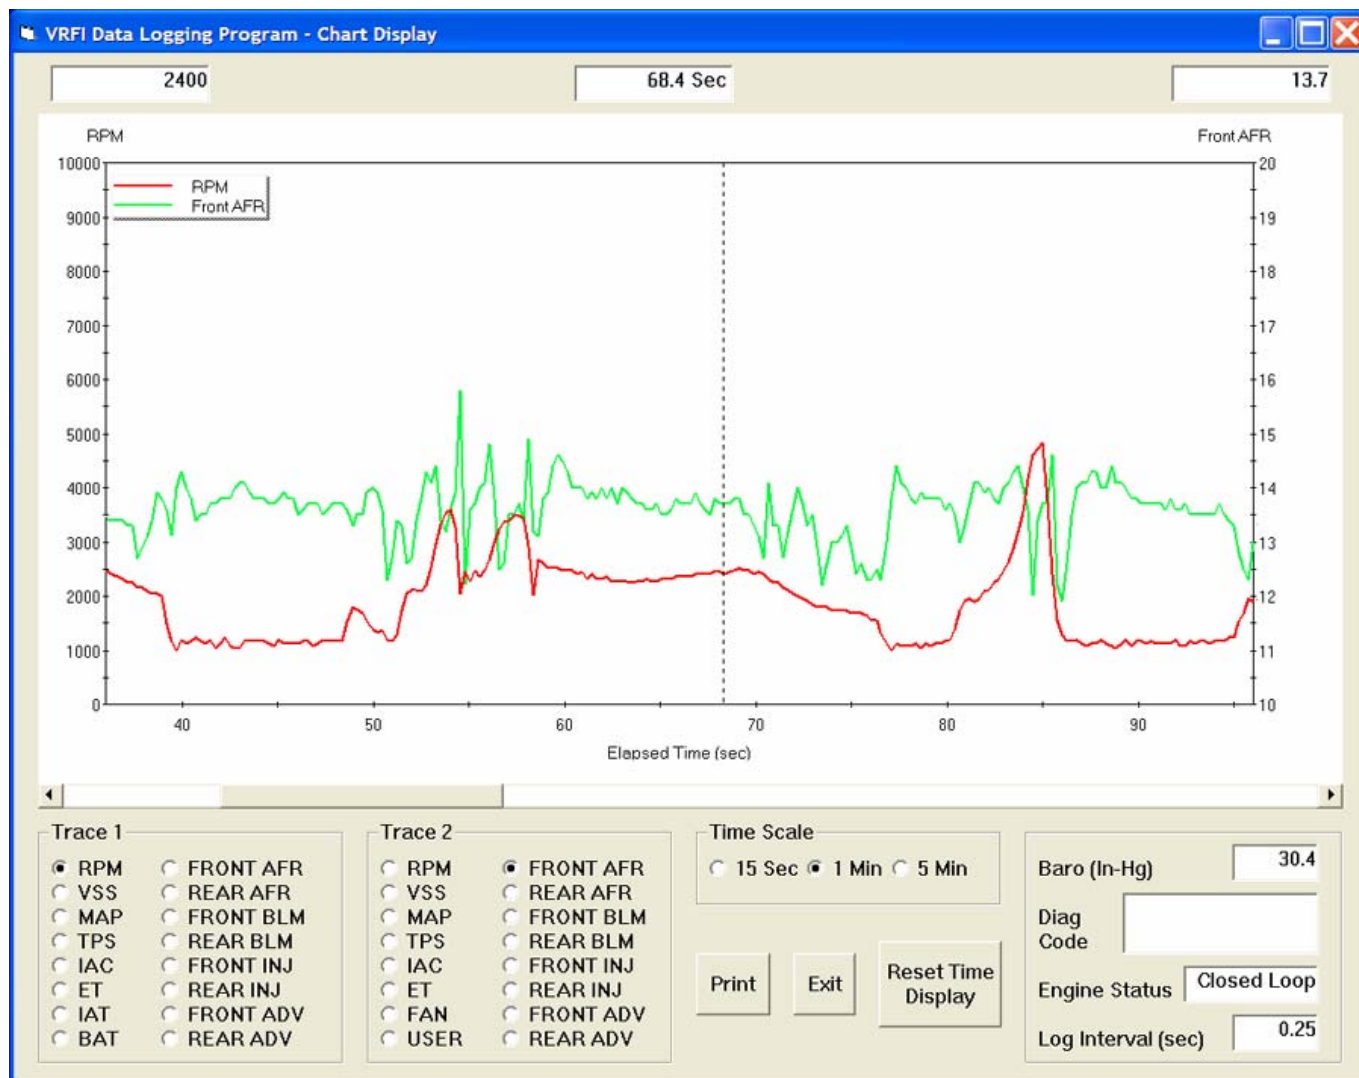 VRFI Data Logging Program - Chart Display
2400
68.4 Sec
13.7
RPM
Front AFR
10000
9000
8000
7000
6000
5000
4000
3000
2000
1000
0
RPM
Front AFR
20
19
18
17
16
15
14
13
12
11
10
40 50 60 70 80 90
Elapsed Time (sec)
Trace 1
RPM FRONT AFR
VSS REAR AFR
MAP FRONT BLM
TPS REAR BLM
IAC FRONT INJ
ET REAR INJ
IAT FRONT ADV
BAT REAR ADV
Trace 2
RPM FRONT AFR
VSS REAR AFR
MAP FRONT BLM
TPS REAR BLM
IAC FRONT INJ
ET REAR INJ
FAN FRONT ADV
USER REAR ADV
Time Scale
15 Sec 1 Min 5 Min
Print
Exit
Reset Time
Display
Baro (In-Hg) 30.4
Diag
Code
Engine Status Closed Loop
Log Interval (sec) 0.25